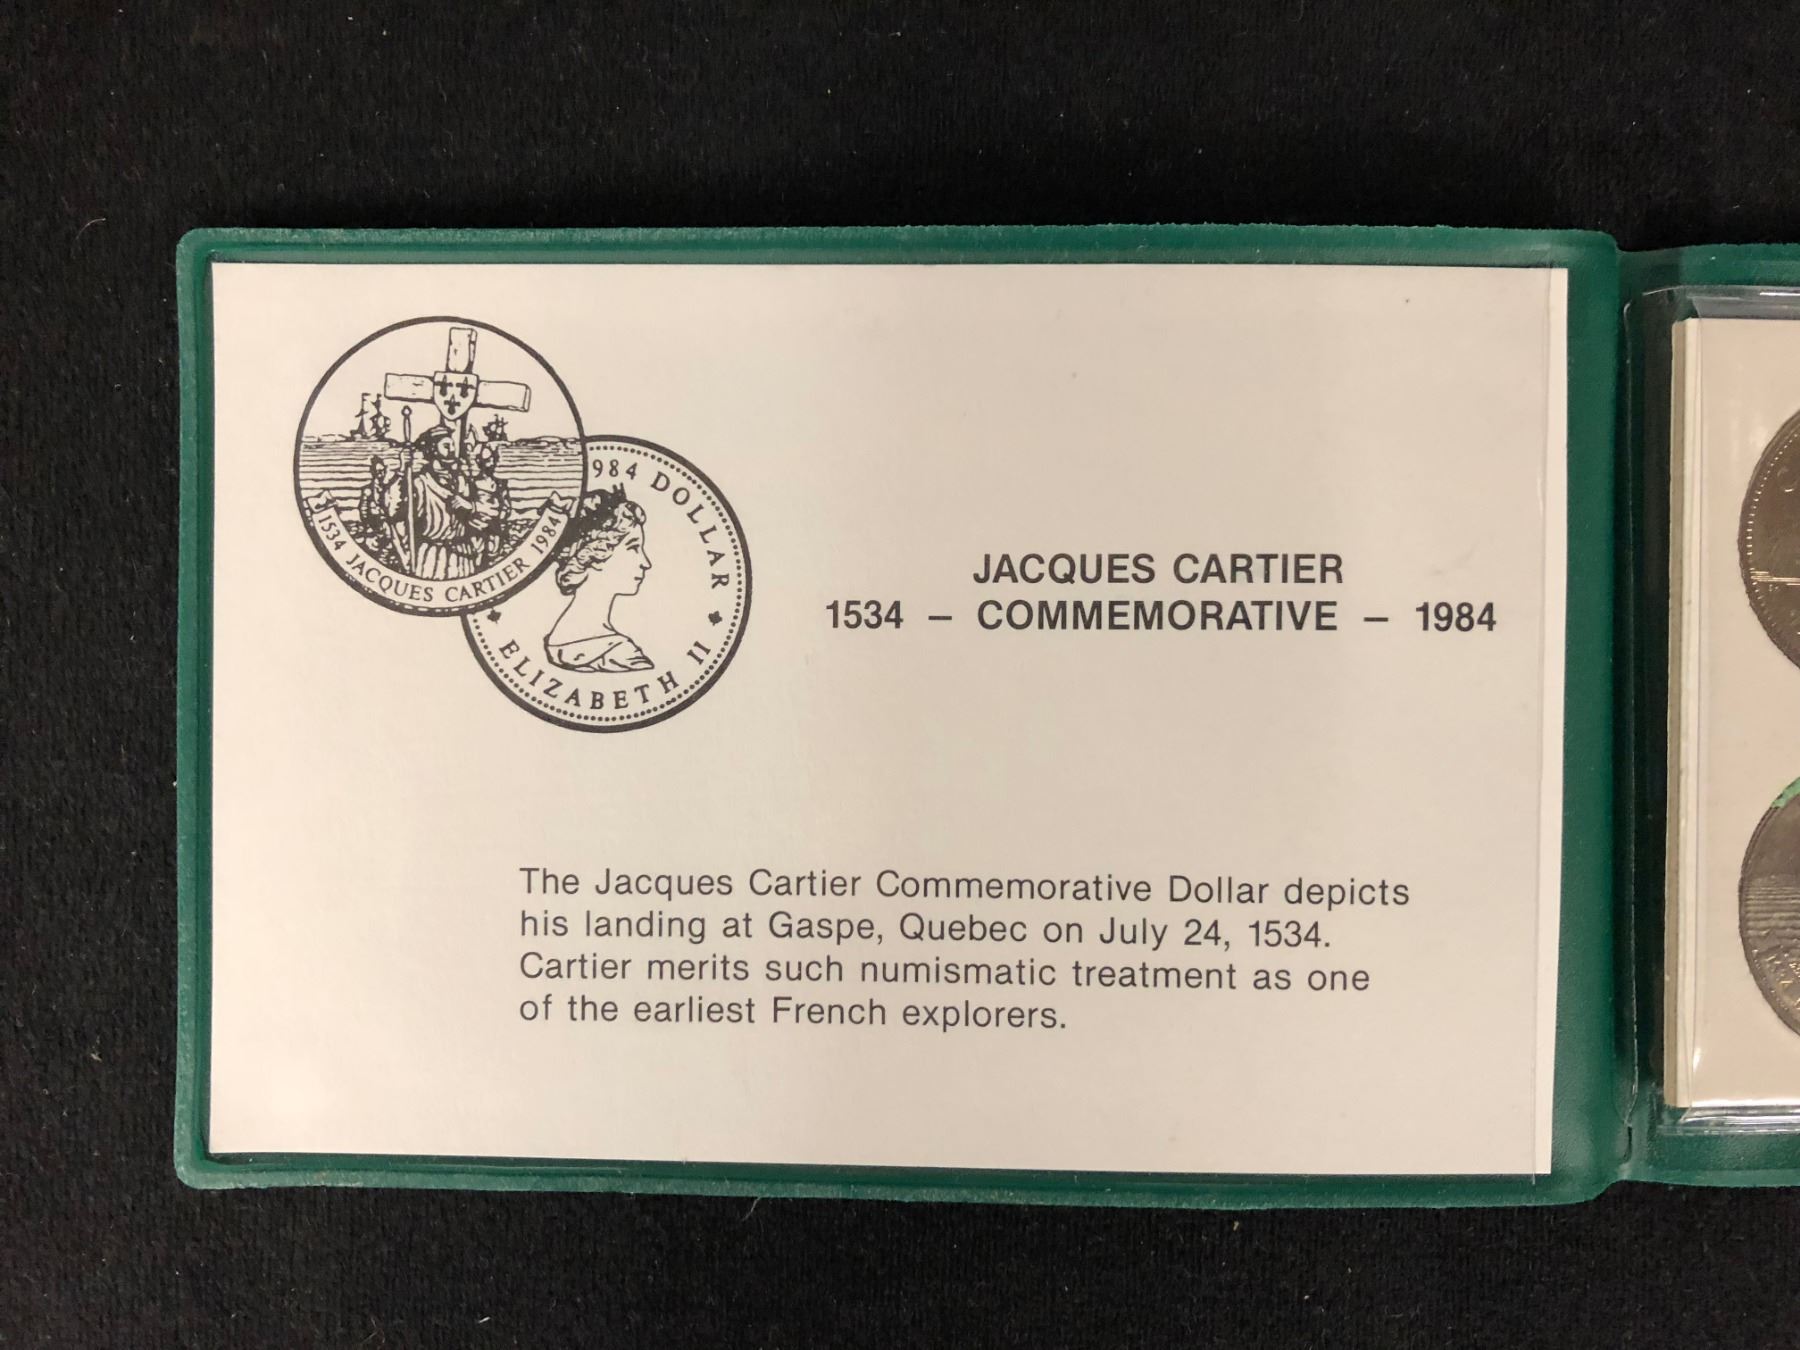 1534 JACQUES CARTIER 1984
984 DOLLAR
ELIZABETH II
JACQUES CARTIER
1534 – COMMEMORATIVE – 1984
The Jacques Cartier Commemorative Dollar depicts
his landing at Gaspe, Quebec on July 24, 1534.
Cartier merits such numismatic treatment as one
of the earliest French explorers.